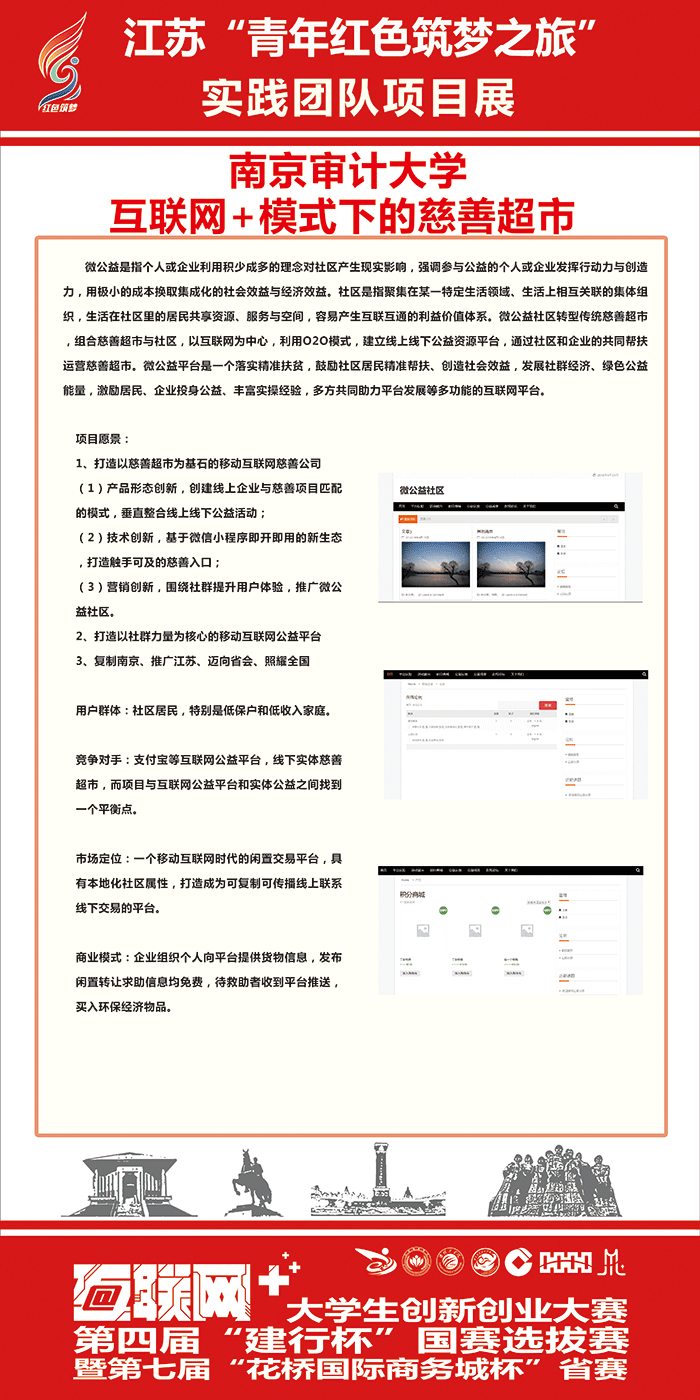 红色筑梦
江苏“青年红色筑梦之旅”
实践团队项目展
南京审计大学
互联网+模式下的慈善超市
微公益是指个人或企业利用积少成多的理念对社区产生现实影响，强调参与公益的个人或企业发挥行动力与创造
力，用极小的成本换取集成化的社会效益与经济效益。社区是指聚集在某一特定生活领域、生活上相互关联的集体组
织，生活在社区里的居民共享资源、服务与空间，容易产生互联互通的利益价值体系。微公益社区转型传统慈善超市
，组合慈善超市与社区，以互联网为中心，利用O2O模式，建立线上线下公益资源平台，通过社区和企业的共同帮扶
运营慈善超市。微公益平台是一个落实精准扶贫，鼓励社区居民精准帮扶、创造社会效益，发展社群经济、绿色公益
能量，激励居民、企业投身公益、丰富实操经验，多方共同助力平台发展等多功能的互联网平台。
项目愿景：
1、打造以慈善超市为基石的移动互联网慈善公司
（1）产品形态创新，创建线上企业与慈善项目匹配
的模式，垂直整合线上线下公益活动；
（2）技术创新，基于微信小程序即开即用的新生态
，打造触手可及的慈善入口；
（3）营销创新，围绕社群提升用户体验，推广微公
益社区。
2、打造以社群力量为核心的移动互联网公益平台
3、复制南京、推广江苏、迈向省会、照耀全国
用户群体：社区居民，特别是低保户和低收入家庭。
竞争对手：支付宝等互联网公益平台，线下实体慈善
超市，而项目与互联网公益平台和实体公益之间找到
一个平衡点。
市场定位：一个移动互联网时代的闲置交易平台，具
有本地化社区属性，打造成为可复制可传播线上联系
线下交易的平台。
商业模式：企业组织个人向平台提供货物信息，发布
闲置转让求助信息均免费，待救助者收到平台推送，
买入环保经济物品。
微公益社区
积分商城
互联网+
大学生创新创业大赛
第四届“建行杯”国赛选拔赛
暨第七届“花桥国际商务城杯”省赛